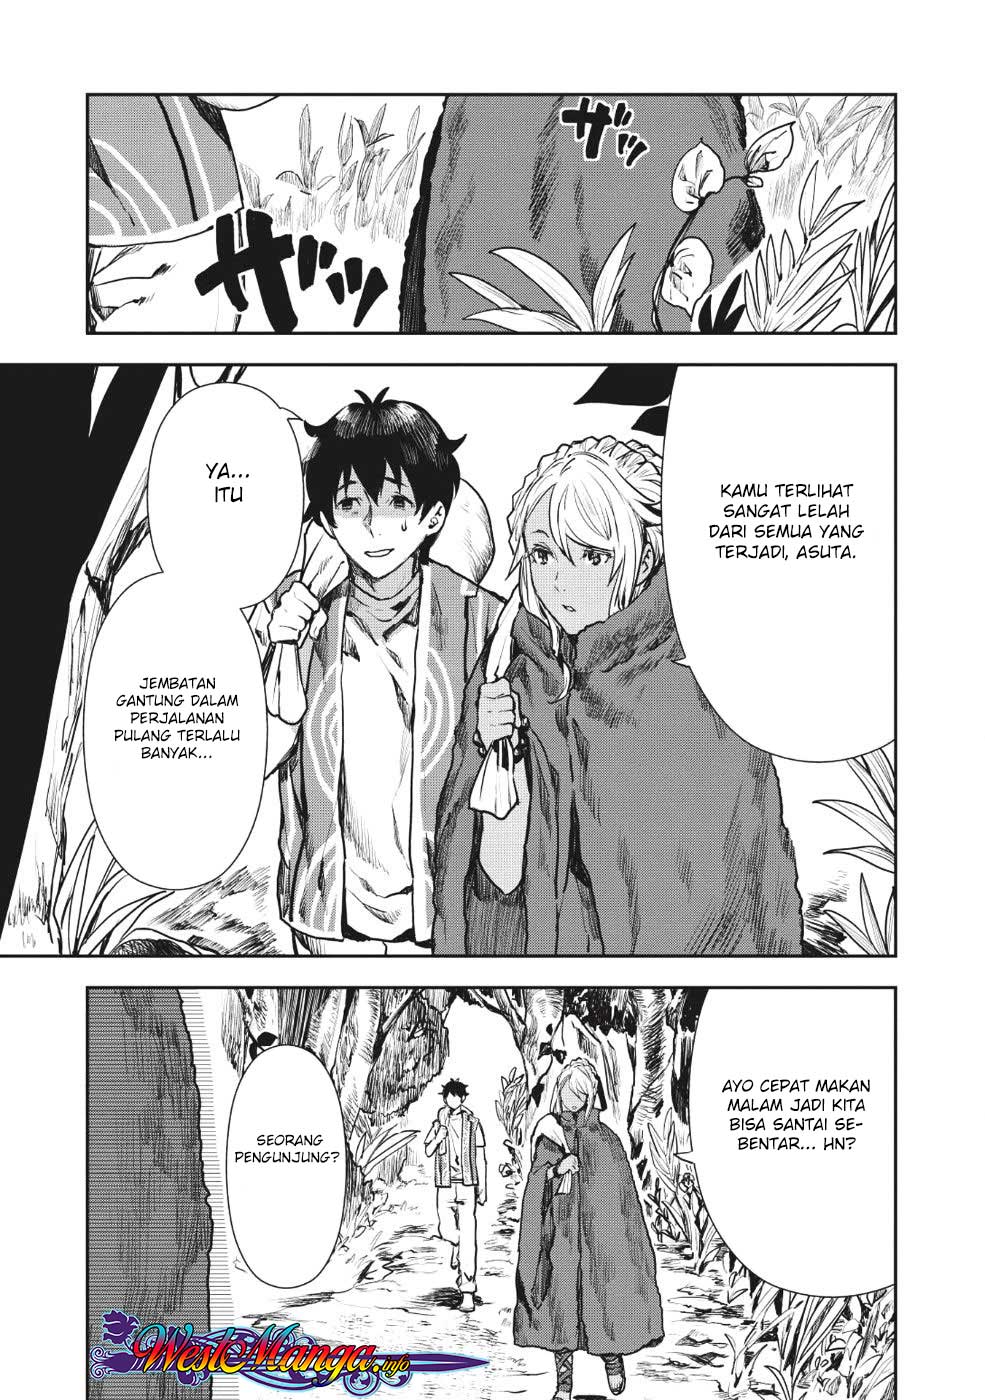 ザッ
ザッ
KAMU TERLIHAT
SANGAT LELAH
DARI SEMUA YANG
TERJADI, ASUTA.
YA...
ITU
JEMBATAN
GANTUNG DALAM
PERJALANAN
PULANG TERLALU
BANYAK...
AYO CEPAT MAKAN
MALAM JADI KITA
BISA SANTAI SE-
BENTAR... HN?
SEORANG
PENGUNJUNG?
WestManga.info